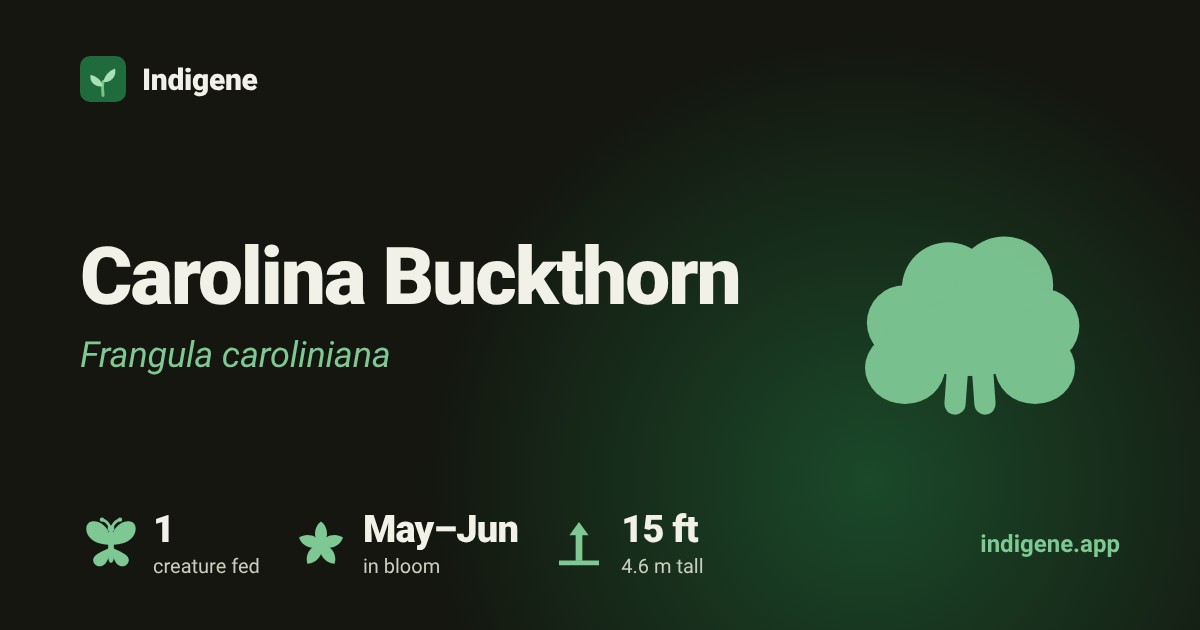 Indigene
Carolina Buckthorn
Frangula caroliniana
1
creature fed
May–Jun
in bloom
15 ft
4.6 m tall
indigene.app